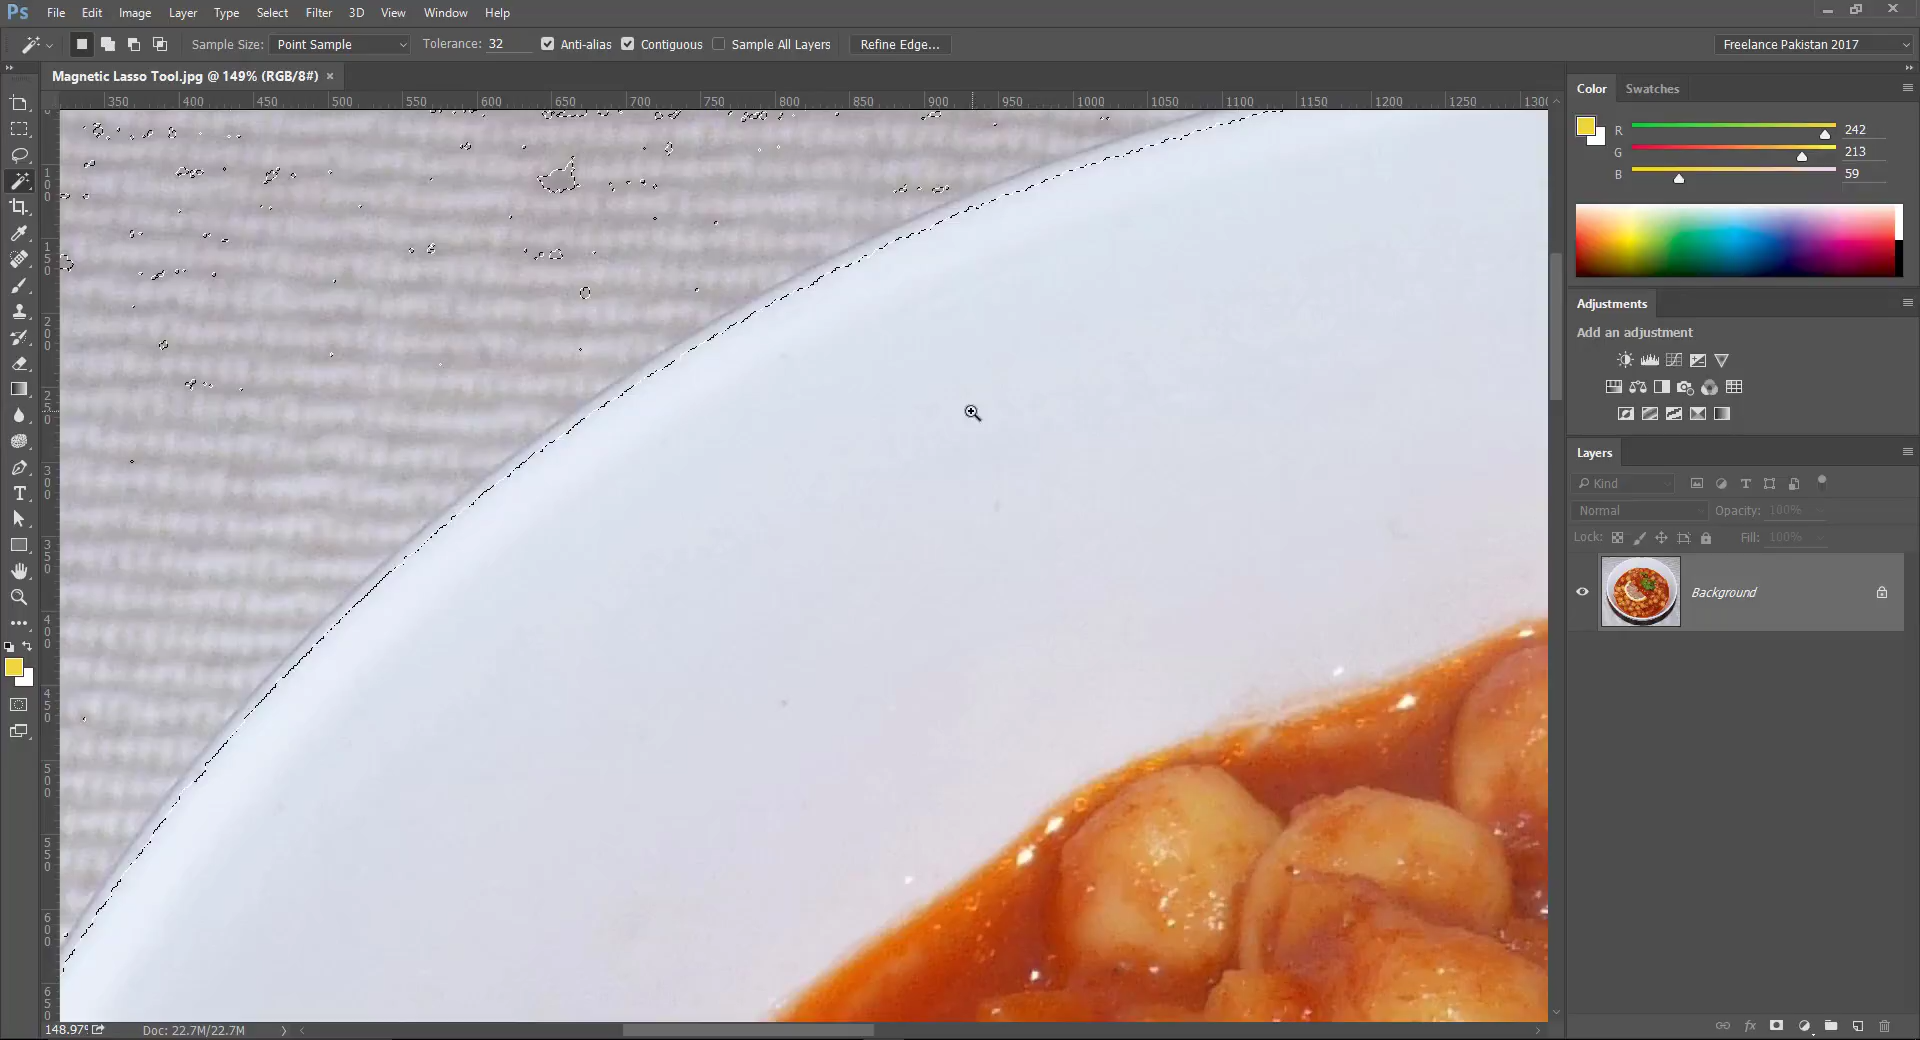 Ps File Edit Image Layer Type Select Filter 3D View Window Help
Sample Size: Point Sample Tolerance: 32 Anti-alias Contiguous Sample All Layers Refine Edge... Freelance Pakistan 2017
Magnetic Lasso Tool.jpg @ 149% (RGB/8#) ×
350 400 450 500 550 600 650 700 750 800 850 900 950 1000 1050 1100 1150 1200 1250 1300
100
150
200
250
300
350
400
450
500
550
600
650
Color Swatches
R 242
G 213
B 59
Adjustments
Add an adjustment
Layers
Kind
Normal Opacity: 100%
Lock: Fill: 100%
Background
148.97% Doc: 22.7M/22.7M
fx